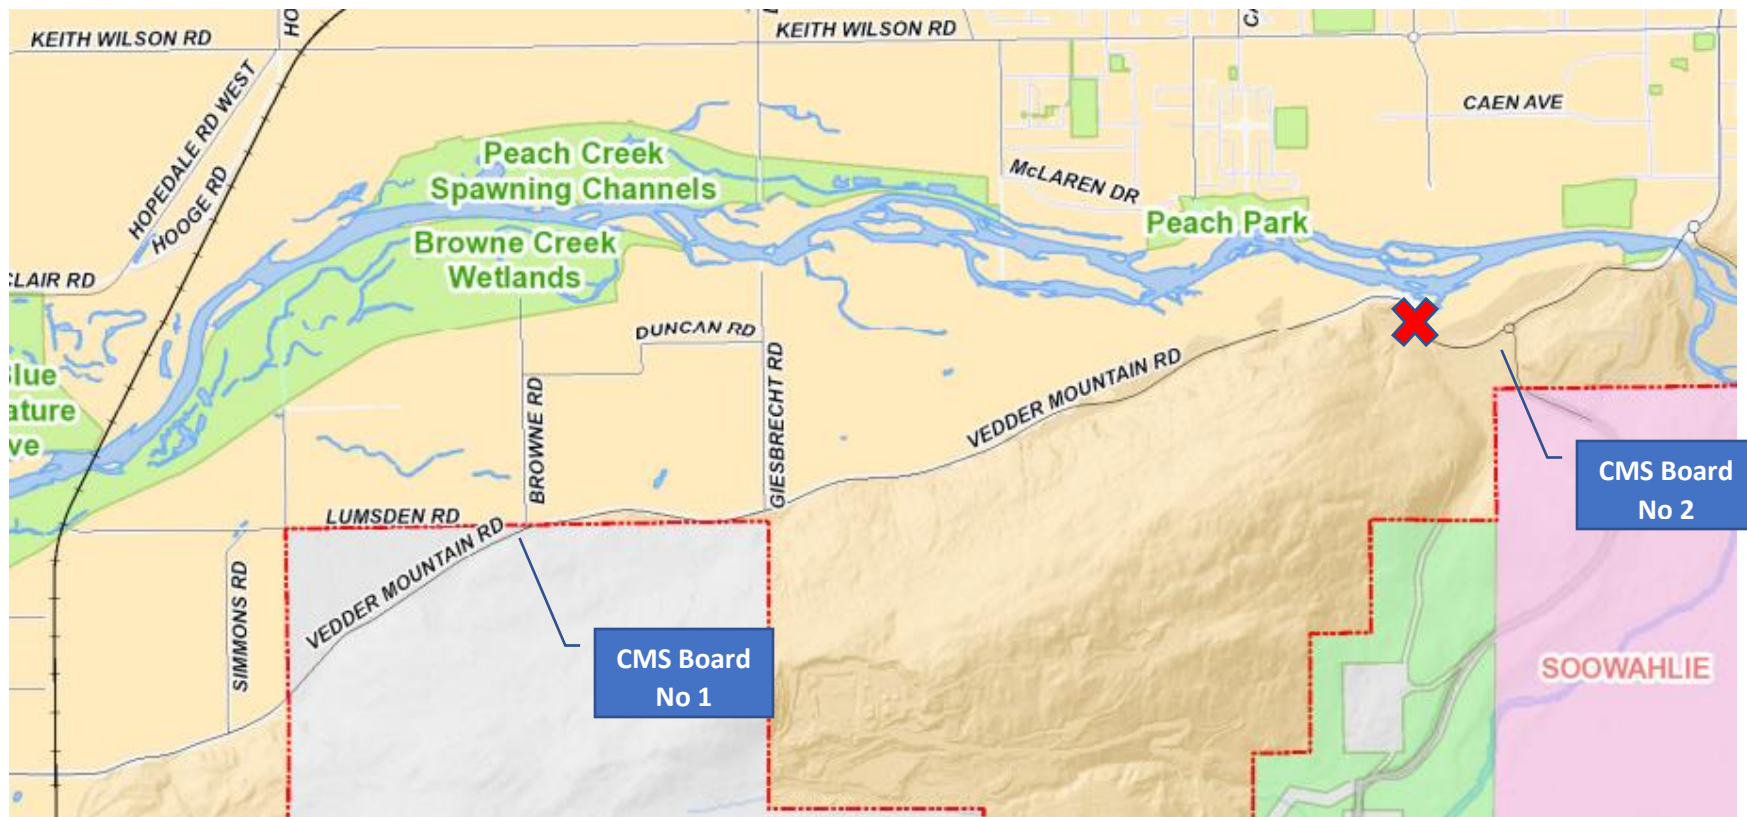 HO
KEITH WILSON RD
KEITH WILSON RD
HOPEDALE RD WEST
HOOGE RD
CAEN AVE
Peach Creek
Spawning Channels
McLAREN DR
Peach Park
Browne Creek
Wetlands
CLAIR RD
DUNCAN RD
lue
ature
ve
BROWNE RD
GIESBRECHT RD
VEDDER MOUNTAIN RD
CMS Board
No 2
LUMSDEN RD
VEDDER MOUNTAIN RD
SIMMONS RD
CMS Board
No 1
SOOWAHLIE